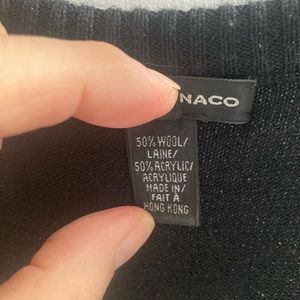 NACO
50% WOOL/
LAINE/
50% ACRYLIC/
ACRYLIQUE
MADE IN/
FAIT À
HONG KONG